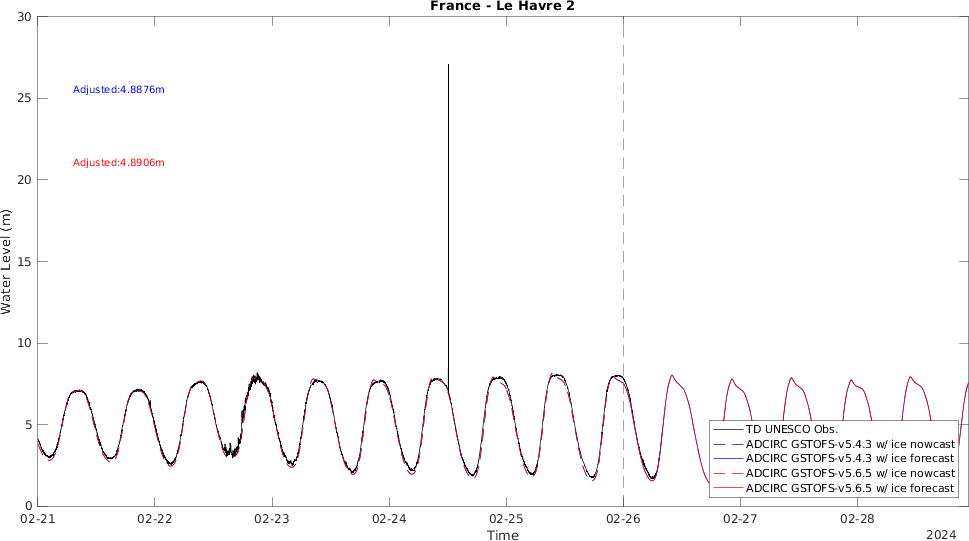 France - Le Havre 2
30
25
20
15
10
5
0
Water Level (m)
Adjusted:4.8876m
Adjusted:4.8906m
TD UNESCO Obs.
ADCIRC GSTOFS-v5.4.3 w/ ice nowcast
ADCIRC GSTOFS-v5.4.3 w/ ice forecast
ADCIRC GSTOFS-v5.6.5 w/ ice nowcast
ADCIRC GSTOFS-v5.6.5 w/ ice forecast
02-21 02-22 02-23 02-24 02-25 02-26 02-27 02-28
Time
2024